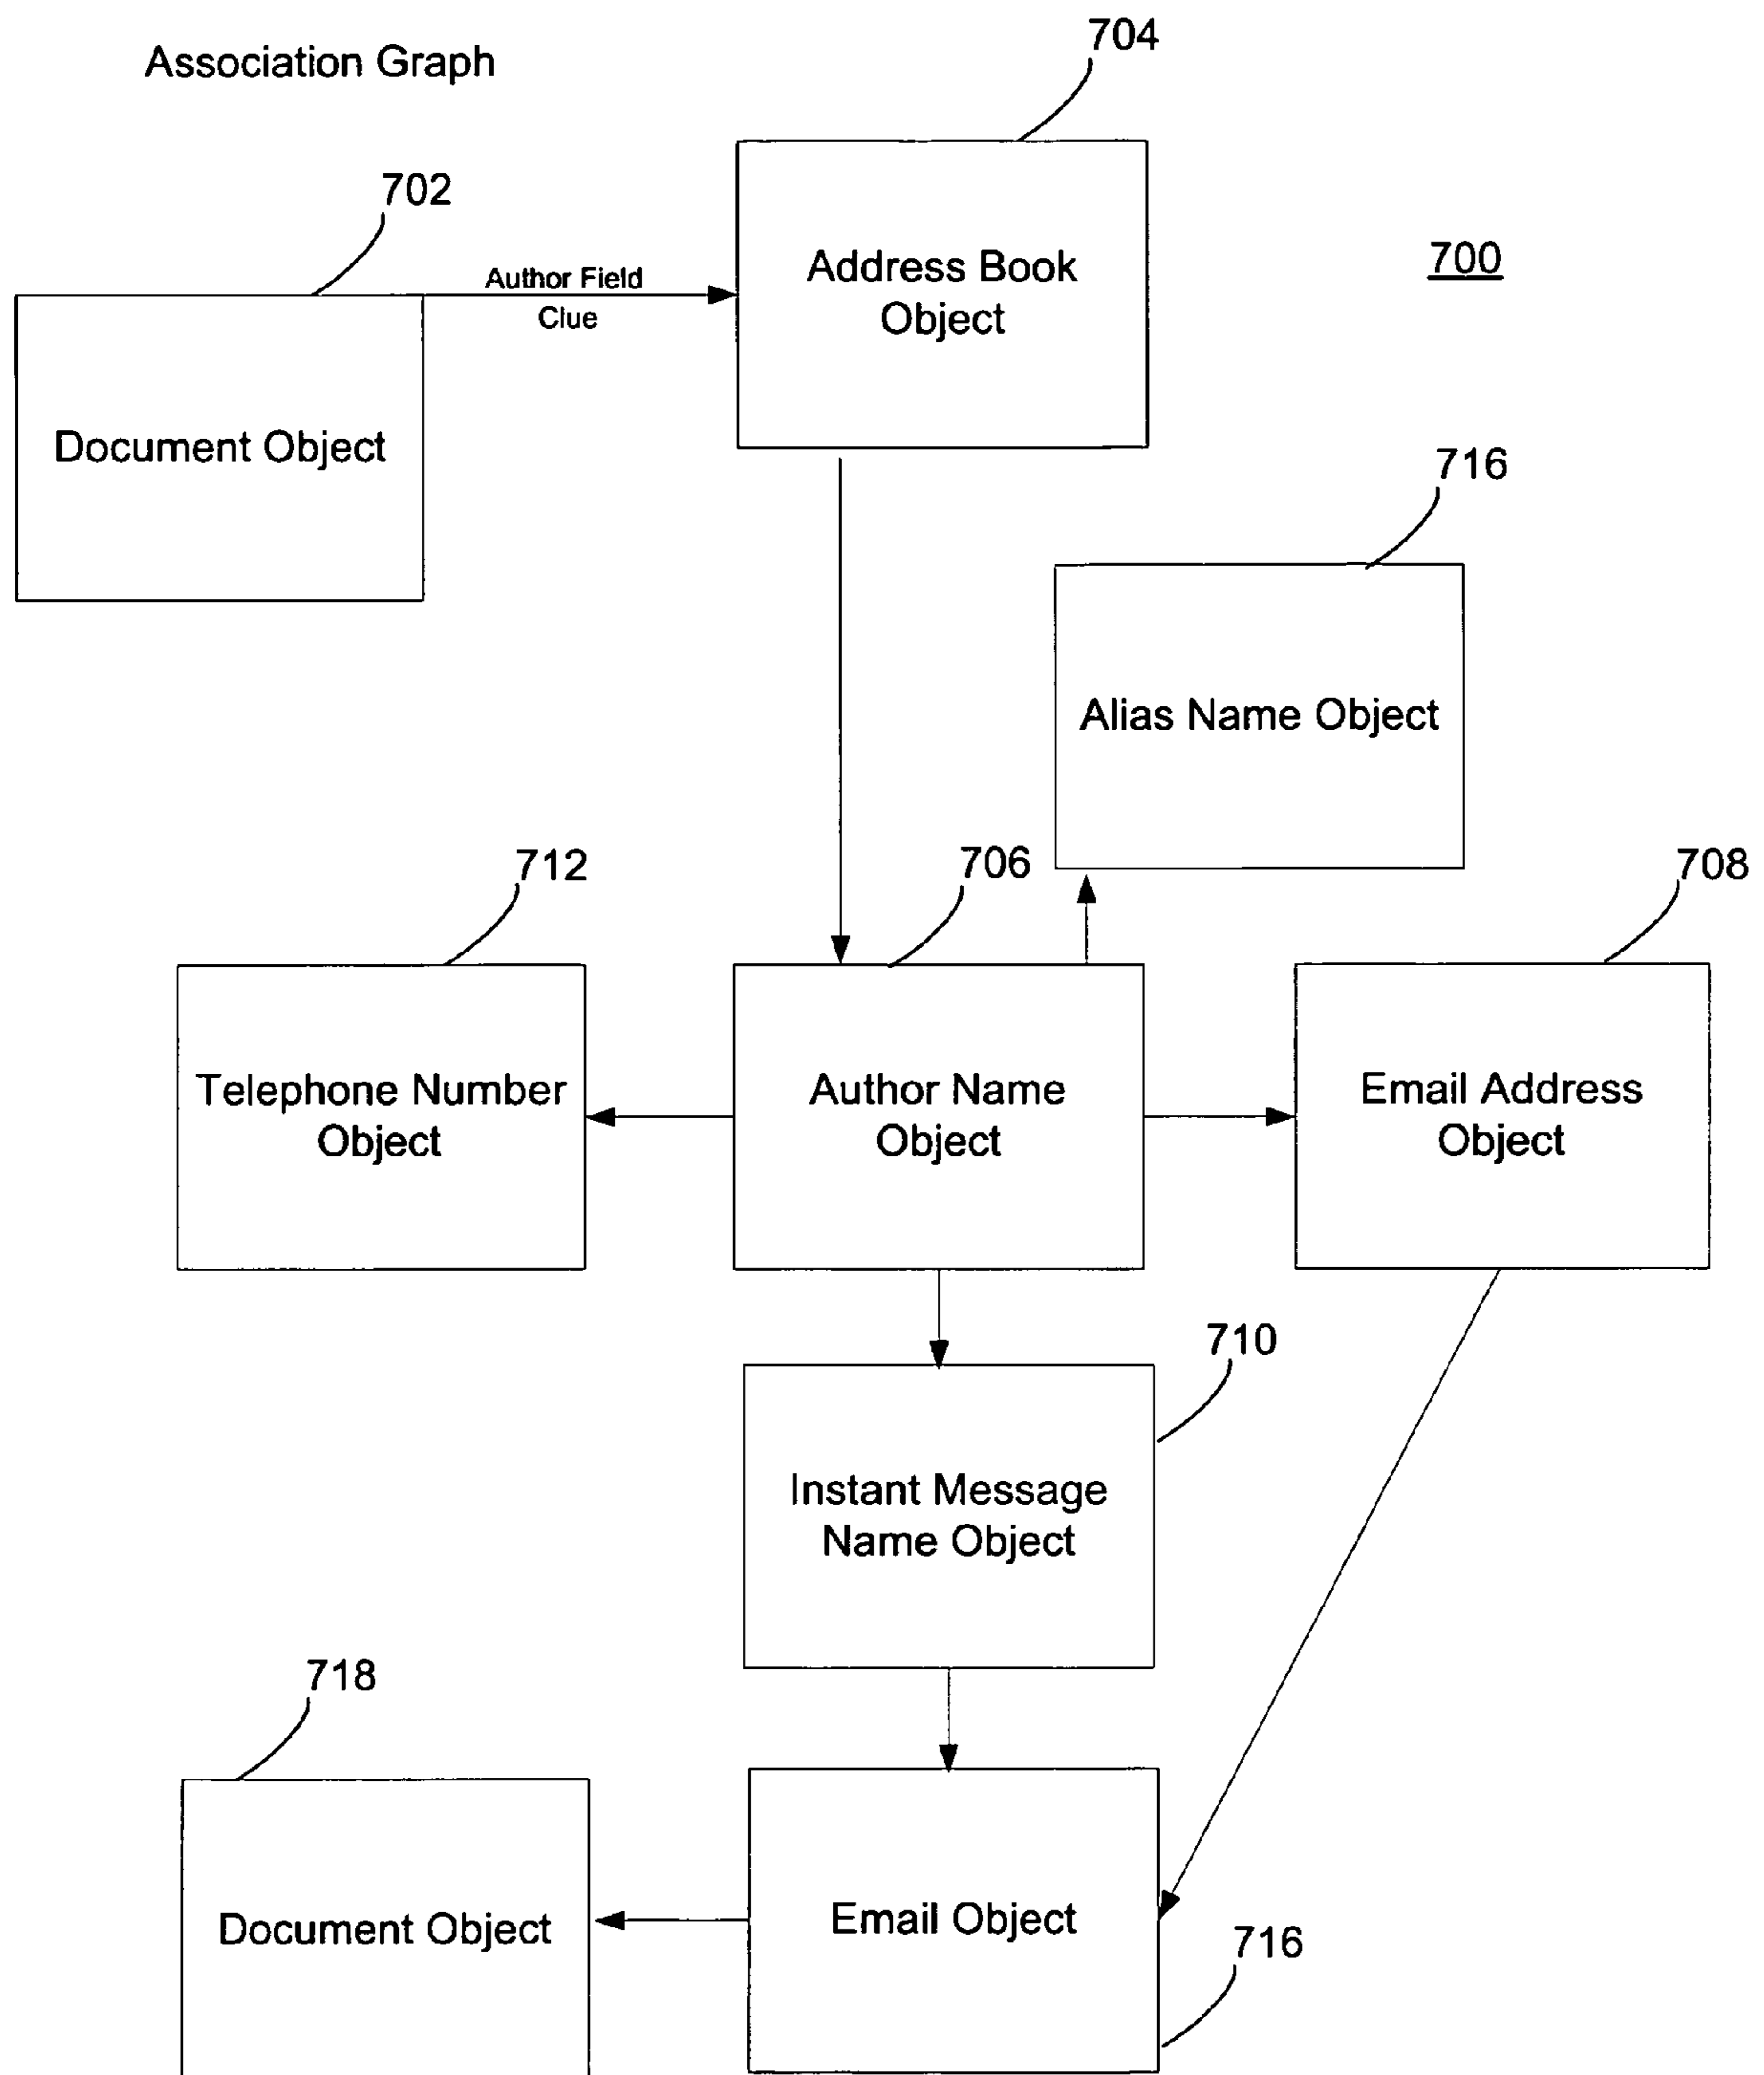 Association Graph
704
702
Author Field
Clue
Address Book
Object
700
Document Object
716
Alias Name Object
712
706
708
Telephone Number
Object
Author Name
Object
Email Address
Object
710
Instant Message
Name Object
718
Document Object
Email Object
716